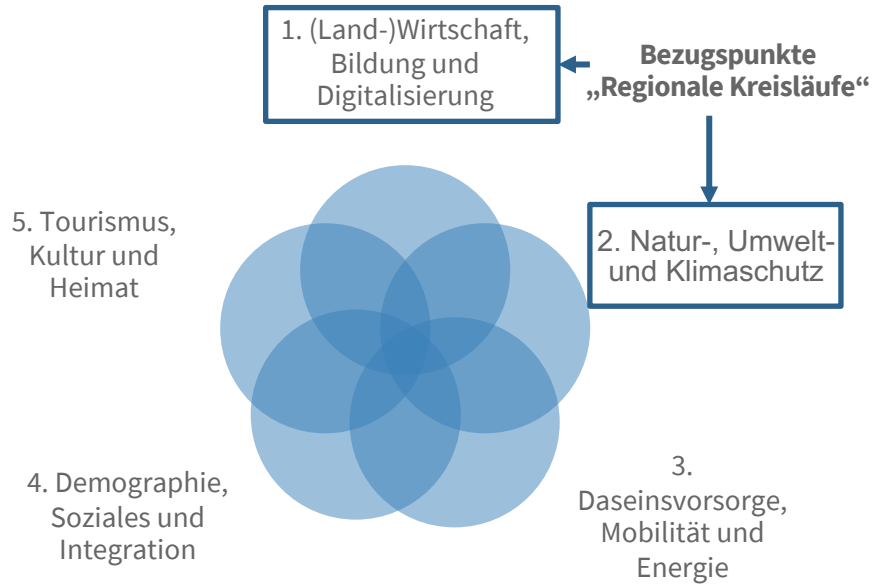 1. (Land-)Wirtschaft,
Bildung und
Digitalisierung
Bezugspunkte
„Regionale Kreisläufe“
2. Natur-, Umwelt-
und Klimaschutz
3.
Daseinsvorsorge,
Mobilität und
Energie
4. Demographie,
Soziales und
Integration
5. Tourismus,
Kultur und
Heimat